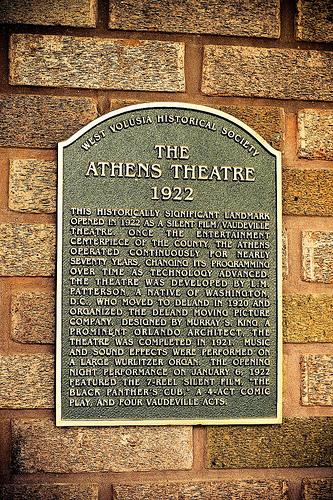 WEST VOLUSIA HISTORICAL SOCIETY
THE
ATHENS THEATRE
1922
THIS HISTORICALLY SIGNIFICANT LANDMARK
OPENED IN 1922 AS A SILENT FILM/VAUDEVILLE
THEATRE. ONCE THE ENTERTAINMENT
CENTERPIECE OF THE COUNTY, THE ATHENS
OPERATED CONTINUOUSLY FOR NEARLY
SEVENTY YEARS, CHANGING ITS PROGRAMMING
OVER TIME AS TECHNOLOGY ADVANCED.
THE THEATRE WAS DEVELOPED BY L.M.
PATTERSON, A NATIVE OF WASHINGTON,
D.C., WHO MOVED TO DELAND IN 1920 AND
ORGANIZED THE DELAND MOVING PICTURE
COMPANY. DESIGNED BY MURRAY S. KING, A
PROMINENT ORLANDO ARCHITECT, THE
THEATRE WAS COMPLETED IN 1921. MUSIC
AND SOUND EFFECTS WERE PERFORMED ON
A LARGE WURLITZER ORGAN. THE OPENING
NIGHT PERFORMANCE ON JANUARY 6, 1922
FEATURED THE 7-REEL SILENT FILM, "THE
BLACK PANTHER'S CUB," A 4-ACT COMIC
PLAY, AND FOUR VAUDEVILLE ACTS.